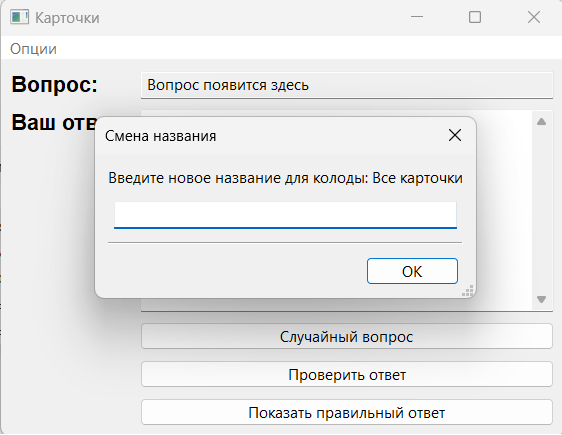 Карточки
Опции
Вопрос:
Вопрос появится здесь
Ваш отв
Смена названия
Введите новое название для колоды: Все карточки
OK
Случайный вопрос
Проверить ответ
Показать правильный ответ